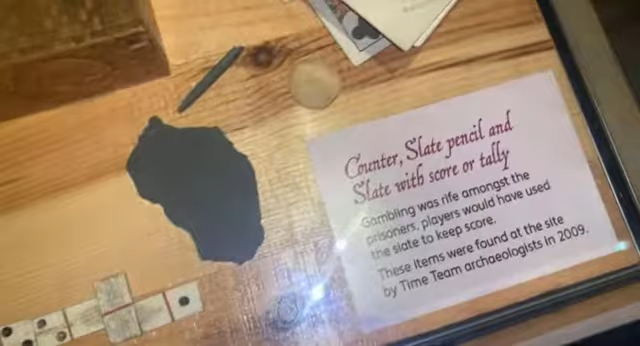 Counter, Slate pencil and
Slate with score or tally
Gambling was rife amongst the
prisoners, players would have used
the slate to keep score.
These items were found at the site
by Time Team archaeologists in 2009.